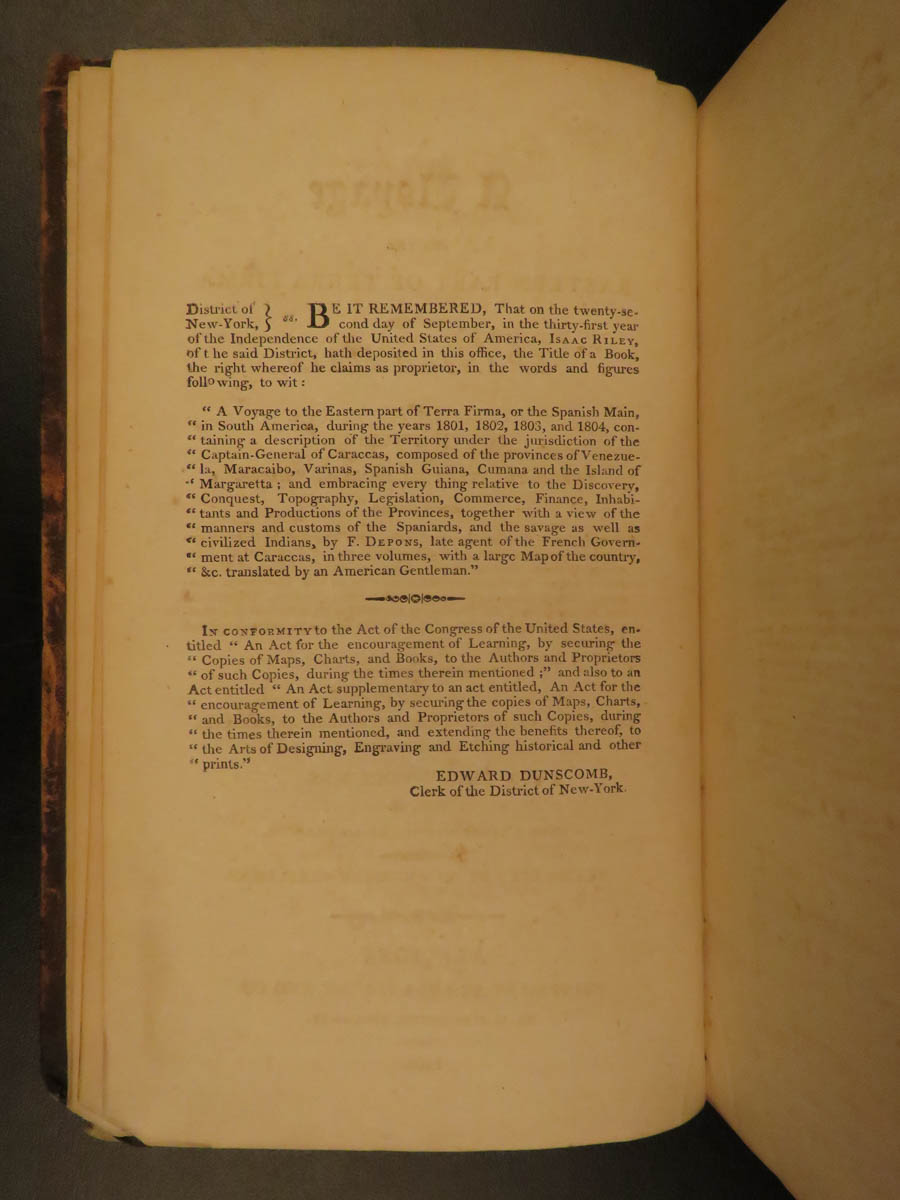 District of } ss. BE IT REMEMBERED, That on the twenty-se-
New-York, } cond day of September, in the thirty-first year
of the Independence of the United States of America, ISAAC RILEY,
of t he said District, hath deposited in this office, the Title of a Book,
the right whereof he claims as proprietor, in the words and figures
following, to wit :
“ A Voyage to the Eastern part of Terra Firma, or the Spanish Main,
“ in South America, during the years 1801, 1802, 1803, and 1804, con-
“ taining a description of the Territory under the jurisdiction of the
“ Captain-General of Caraccas, composed of the provinces of Venezue-
“ la, Maracaibo, Varinas, Spanish Guiana, Cumana and the Island of
“ Margaretta ; and embracing every thing relative to the Discovery,
“ Conquest, Topography, Legislation, Commerce, Finance, Inhabi-
“ tants and Productions of the Provinces, together with a view of the
“ manners and customs of the Spaniards, and the savage as well as
“ civilized Indians, by F. DEPONS, late agent of the French Govern-
“ ment at Caraccas, in three volumes, with a large Map of the country,
“ &c. translated by an American Gentleman.”
IN CONFORMITY to the Act of the Congress of the United States, en-
titled “ An Act for the encouragement of Learning, by securing the
“ Copies of Maps, Charts, and Books, to the Authors and Proprietors
“ of such Copies, during the times therein mentioned ;” and also to an
Act entitled “ An Act supplementary to an act entitled, An Act for the
“ encouragement of Learning, by securing the copies of Maps, Charts,
“ and Books, to the Authors and Proprietors of such Copies, during
“ the times therein mentioned, and extending the benefits thereof, to
“ the Arts of Designing, Engraving and Etching historical and other
“ prints.”
EDWARD DUNSCOMB,
Clerk of the District of New-York.